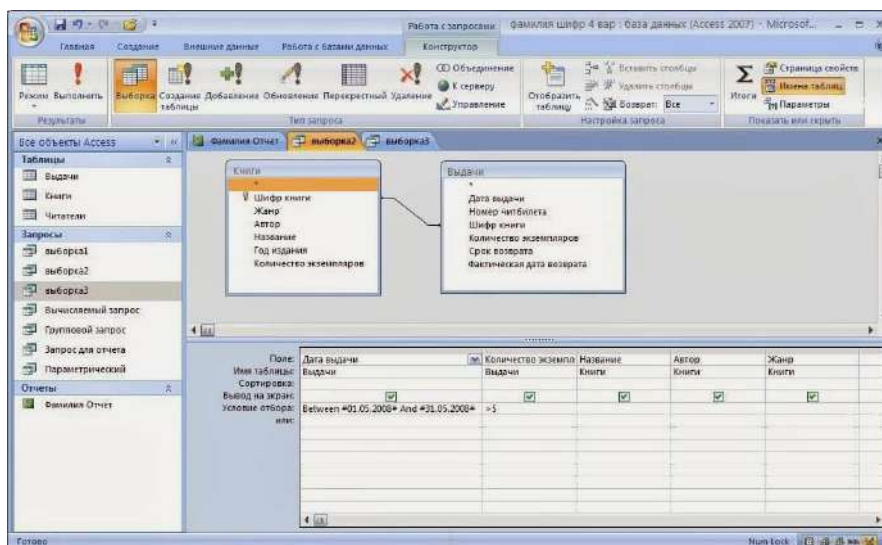 Работа с запросами
фамилия шифр 4 вар : база данных (Access 2007) - Microsof...
Главная Создание Внешние данные Работа с базами данных Конструктор
Режим Выполнить Выборка Создание таблицы Добавление Обновление Перекрестный Удаление
Объединение
К серверу
Управление
Отобразить таблицу
Вставить столбцы
Удалить столбцы
Возврат: Все
Итоги
Страница свойств
Имена таблиц
Параметры
Результаты Тип запроса Настройка запроса Показать или скрыть
Все объекты Access
Фамилия Отчет выборка2 выборка3
Таблицы
Выдачи
Книги
Читатели
Запросы
выборка1
выборка2
выборка3
Вычисляемый запрос
Групповой запрос
Запрос для отчета
Параметрический
Отчеты
Фамилия Отчет
Книги
*
Шифр книги
Жанр
Автор
Название
Год издания
Количество экземпляров
Выдачи
*
Дата выдачи
Номер читбилета
Шифр книги
Количество экземпляров
Срок возврата
Фактическая дата возврата
Поле: Дата выдачи Количество экземпл Название Автор Жанр
Имя таблицы: Выдачи Выдачи Книги Книги Книги
Сортировка:
Вывод на экран:
Условие отбора: Between #01.05.2008# And #31.05.2008# >5
или:
Готово
Num Lock